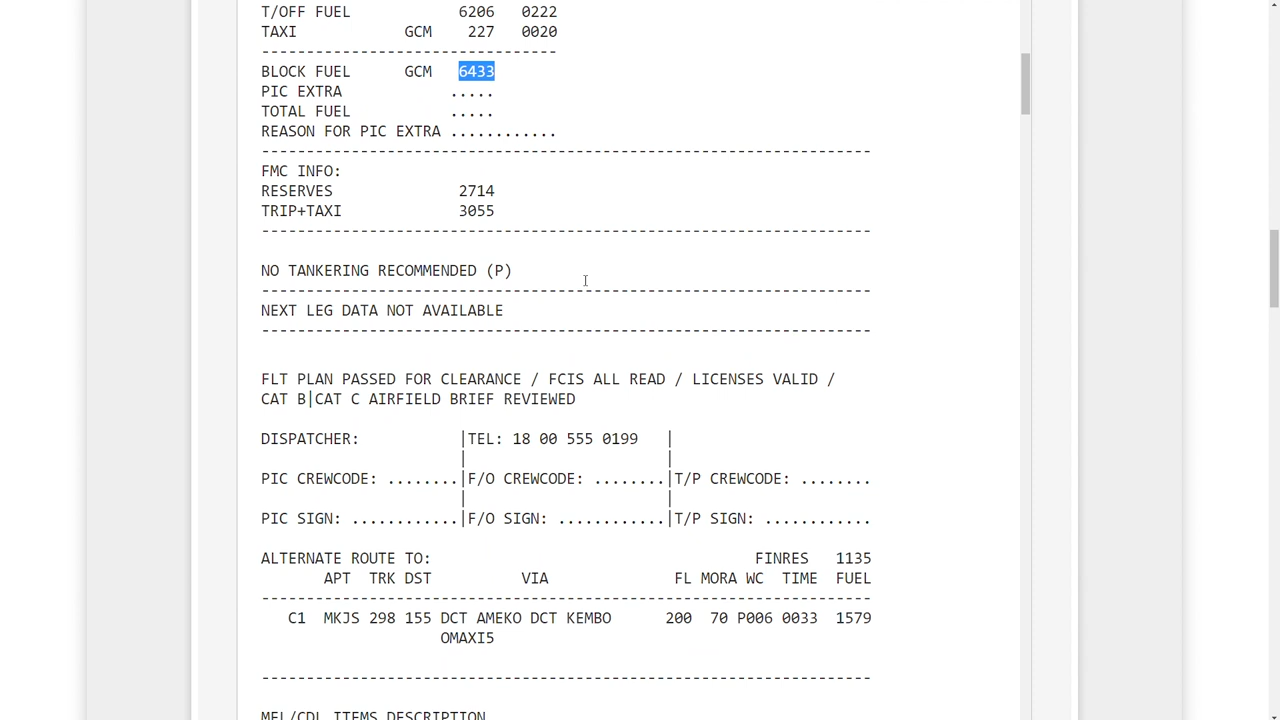 T/OFF FUEL            6206   0222
TAXI            GCM    227   0020
---------------------------------
BLOCK FUEL      GCM   6433
PIC EXTRA            .....
TOTAL FUEL           .....
REASON FOR PIC EXTRA ............
--------------------------------------------------------------------
FMC INFO:
RESERVES              2714
TRIP+TAXI             3055
--------------------------------------------------------------------
NO TANKERING RECOMMENDED (P)
--------------------------------------------------------------------
NEXT LEG DATA NOT AVAILABLE
--------------------------------------------------------------------
FLT PLAN PASSED FOR CLEARANCE / FCIS ALL READ / LICENSES VALID /
CAT B|CAT C AIRFIELD BRIEF REVIEWED
DISPATCHER:           |TEL: 18 00 555 0199   |
                      |                      |
PIC CREWCODE: ........|F/O CREWCODE: ........|T/P CREWCODE: ........
                      |                      |
PIC SIGN: ............|F/O SIGN: ............|T/P SIGN: ............
ALTERNATE ROUTE TO:                                    FINRES   1135
       APT  TRK DST          VIA              FL MORA WC  TIME  FUEL
--------------------------------------------------------------------
   C1  MKJS 298 155 DCT AMEKO DCT KEMBO      200  70 P006 0033  1579
                    OMAXI5
--------------------------------------------------------------------
MEL/CDL ITEMS DESCRIPTION